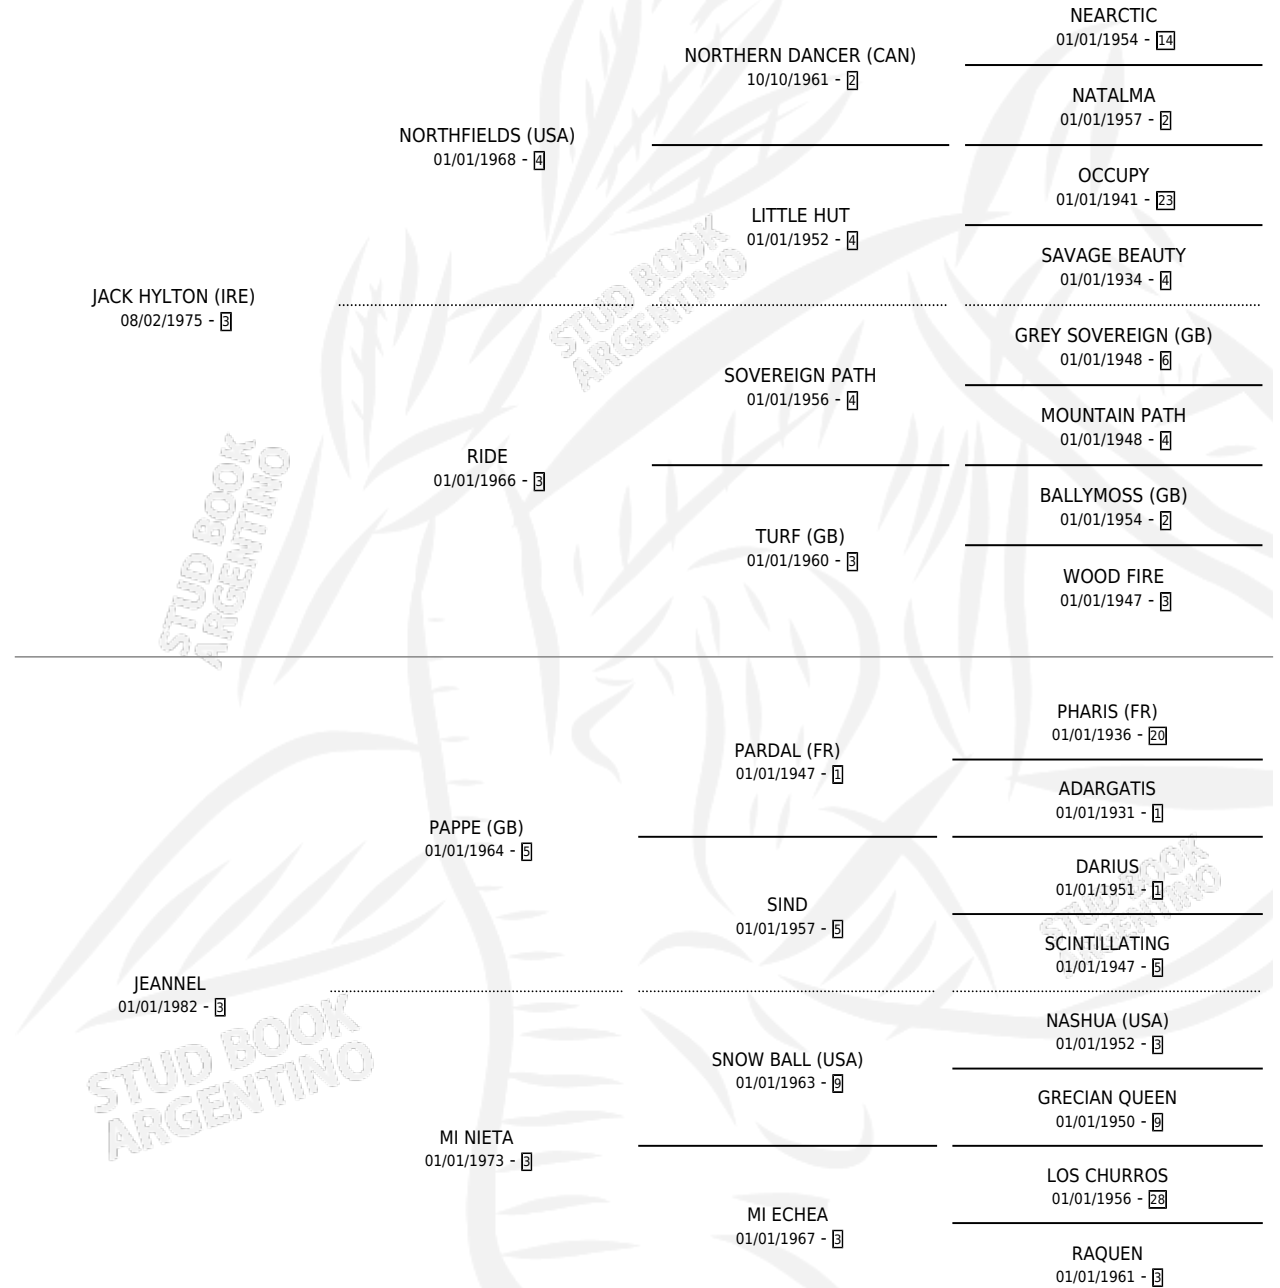 NEARCTIC
01/01/1954 - 14
NORTHERN DANCER (CAN)
10/10/1961 - 2
NATALMA
01/01/1957 - 2
NORTHFIELDS (USA)
01/01/1968 - 4
OCCUPY
01/01/1941 - 23
LITTLE HUT
01/01/1952 - 4
SAVAGE BEAUTY
01/01/1934 - 4
JACK HYLTON (IRE)
08/02/1975 - 3
STUD BOOK
ARGENTINO
GREY SOVEREIGN (GB)
01/01/1948 - 6
SOVEREIGN PATH
01/01/1956 - 4
MOUNTAIN PATH
01/01/1948 - 4
RIDE
01/01/1966 - 3
BALLYMOSS (GB)
01/01/1954 - 2
TURF (GB)
01/01/1960 - 3
WOOD FIRE
01/01/1947 - 3
STUD BOOK
ARGENTINO
PHARIS (FR)
01/01/1936 - 20
PARDAL (FR)
01/01/1947 - 1
ADARGATIS
01/01/1931 - 1
PAPPE (GB)
01/01/1964 - 5
DARIUS
01/01/1951 - 1
SIND
01/01/1957 - 5
SCINTILLATING
01/01/1947 - 5
STUD BOOK
ARGENTINO
JEANNEL
01/01/1982 - 3
NASHUA (USA)
01/01/1952 - 3
SNOW BALL (USA)
01/01/1963 - 9
GRECIAN QUEEN
01/01/1950 - 9
STUD BOOK
ARGENTINO
MI NIETA
01/01/1973 - 3
LOS CHURROS
01/01/1956 - 28
MI ECHEA
01/01/1967 - 3
RAQUEN
01/01/1961 - 3